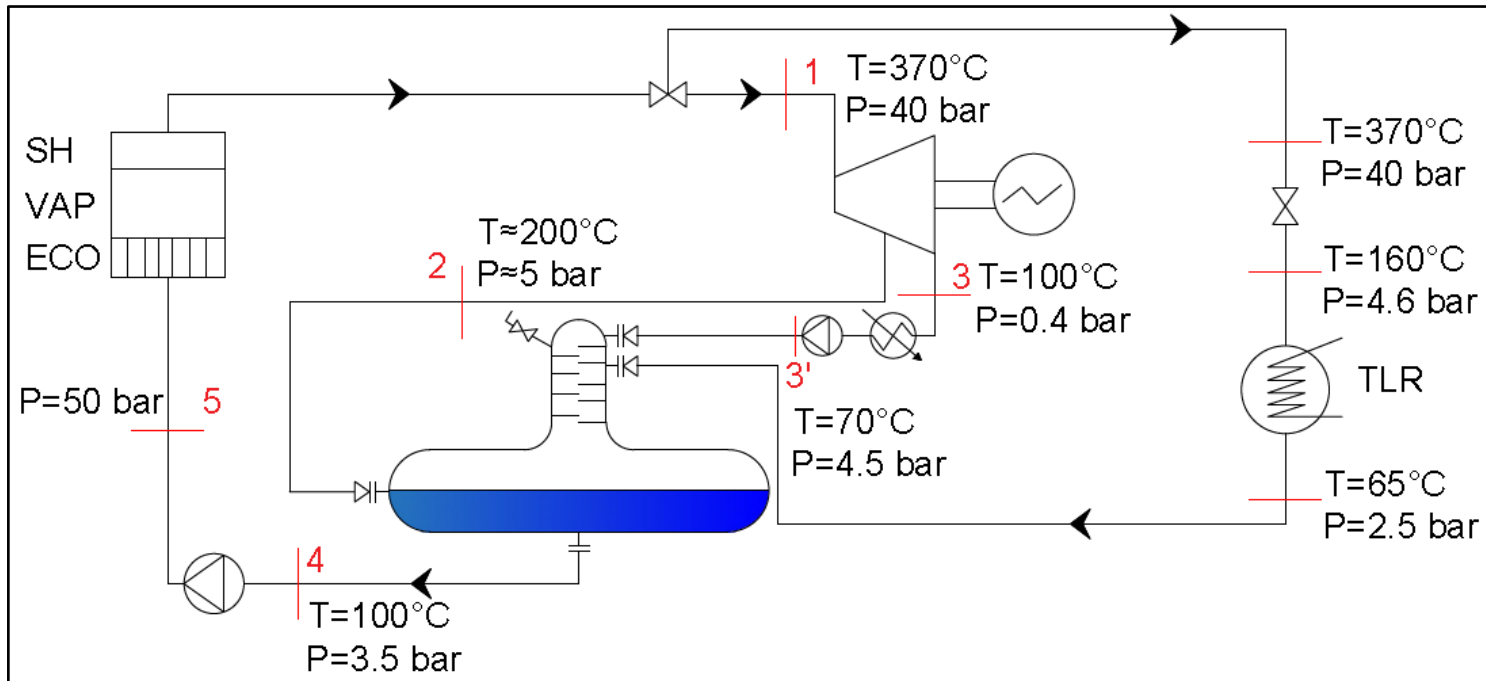 SH
VAP
ECO
1
T=370°C
P=40 bar
T=370°C
P=40 bar
2
T≈200°C
P≈5 bar
3
T=100°C
P=0.4 bar
T=160°C
P=4.6 bar
3'
T=70°C
P=4.5 bar
TLR
P=50 bar
5
T=65°C
P=2.5 bar
4
T=100°C
P=3.5 bar